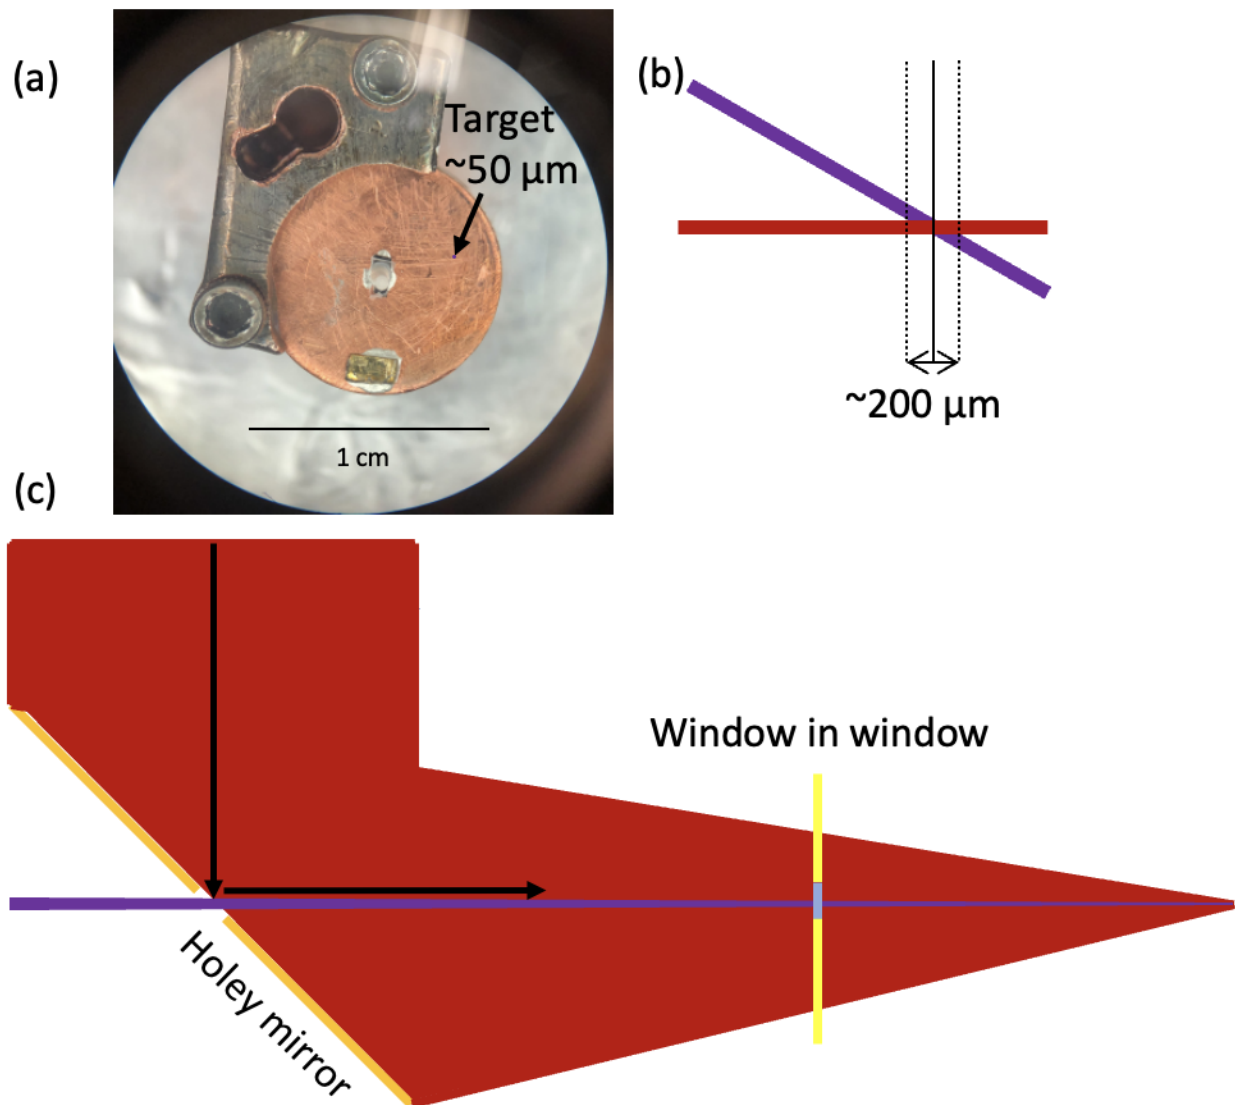 (a)
Target
~50 μm
1 cm
(b)
~200 μm
(c)
Window in window
Holey mirror